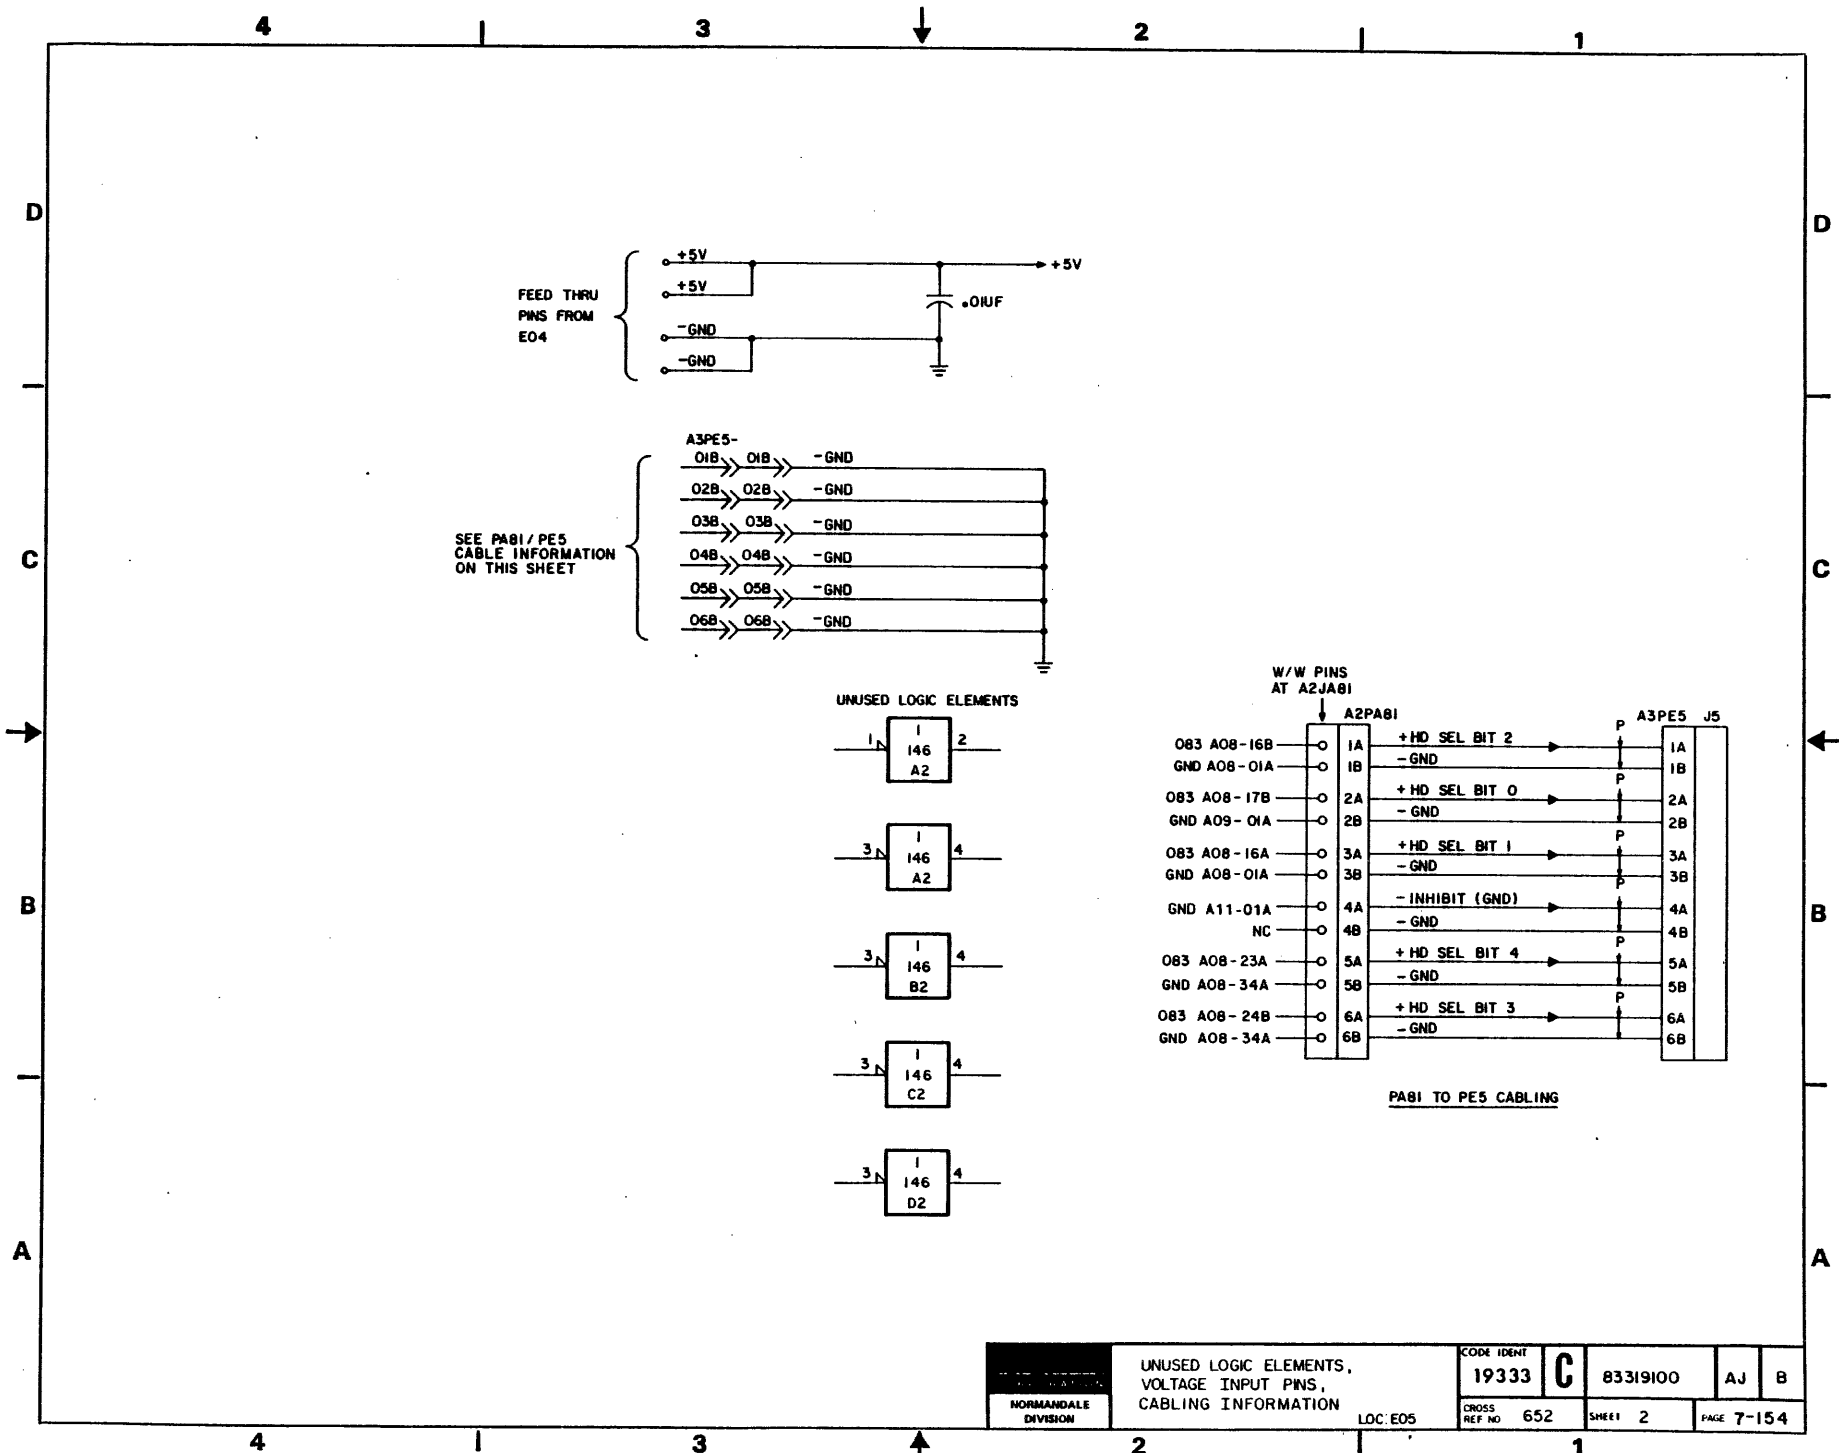 4 3 2 1
D D
+5V
+5V
+5V
FEED THRU
PINS FROM
E04
.01UF
-GND
-GND
A3PE5-
01B 01B -GND
02B 02B -GND
03B 03B -GND
04B 04B -GND
05B 05B -GND
06B 06B -GND
SEE PA81/PE5
CABLE INFORMATION
ON THIS SHEET
C C
UNUSED LOGIC ELEMENTS
1 1 2
146
A2
3 1 4
146
A2
3 1 4
146
B2
3 1 4
146
C2
3 1 4
146
D2
W/W PINS
AT A2JA81
A2PA81 A3PE5 J5
083 A08-16B 1A +HD SEL BIT 2 P 1A
GND A08-01A 1B -GND 1B
083 A08-17B 2A +HD SEL BIT 0 P 2A
GND A09-01A 2B -GND 2B
083 A08-16A 3A +HD SEL BIT 1 P 3A
GND A08-01A 3B -GND 3B
GND A11-01A 4A -INHIBIT (GND) P 4A
NC 4B -GND 4B
083 A08-23A 5A +HD SEL BIT 4 P 5A
GND A08-34A 5B -GND 5B
083 A08-24B 6A +HD SEL BIT 3 P 6A
GND A08-34A 6B -GND 6B
PA81 TO PE5 CABLING
B B
A A
NORMANDALE
DIVISION
UNUSED LOGIC ELEMENTS,
VOLTAGE INPUT PINS,
CABLING INFORMATION
LOC: E05
CODE IDENT
19333 C 83319100 AJ B
CROSS
REF NO 652 SHEET 2 PAGE 7-154
4 3 2 1